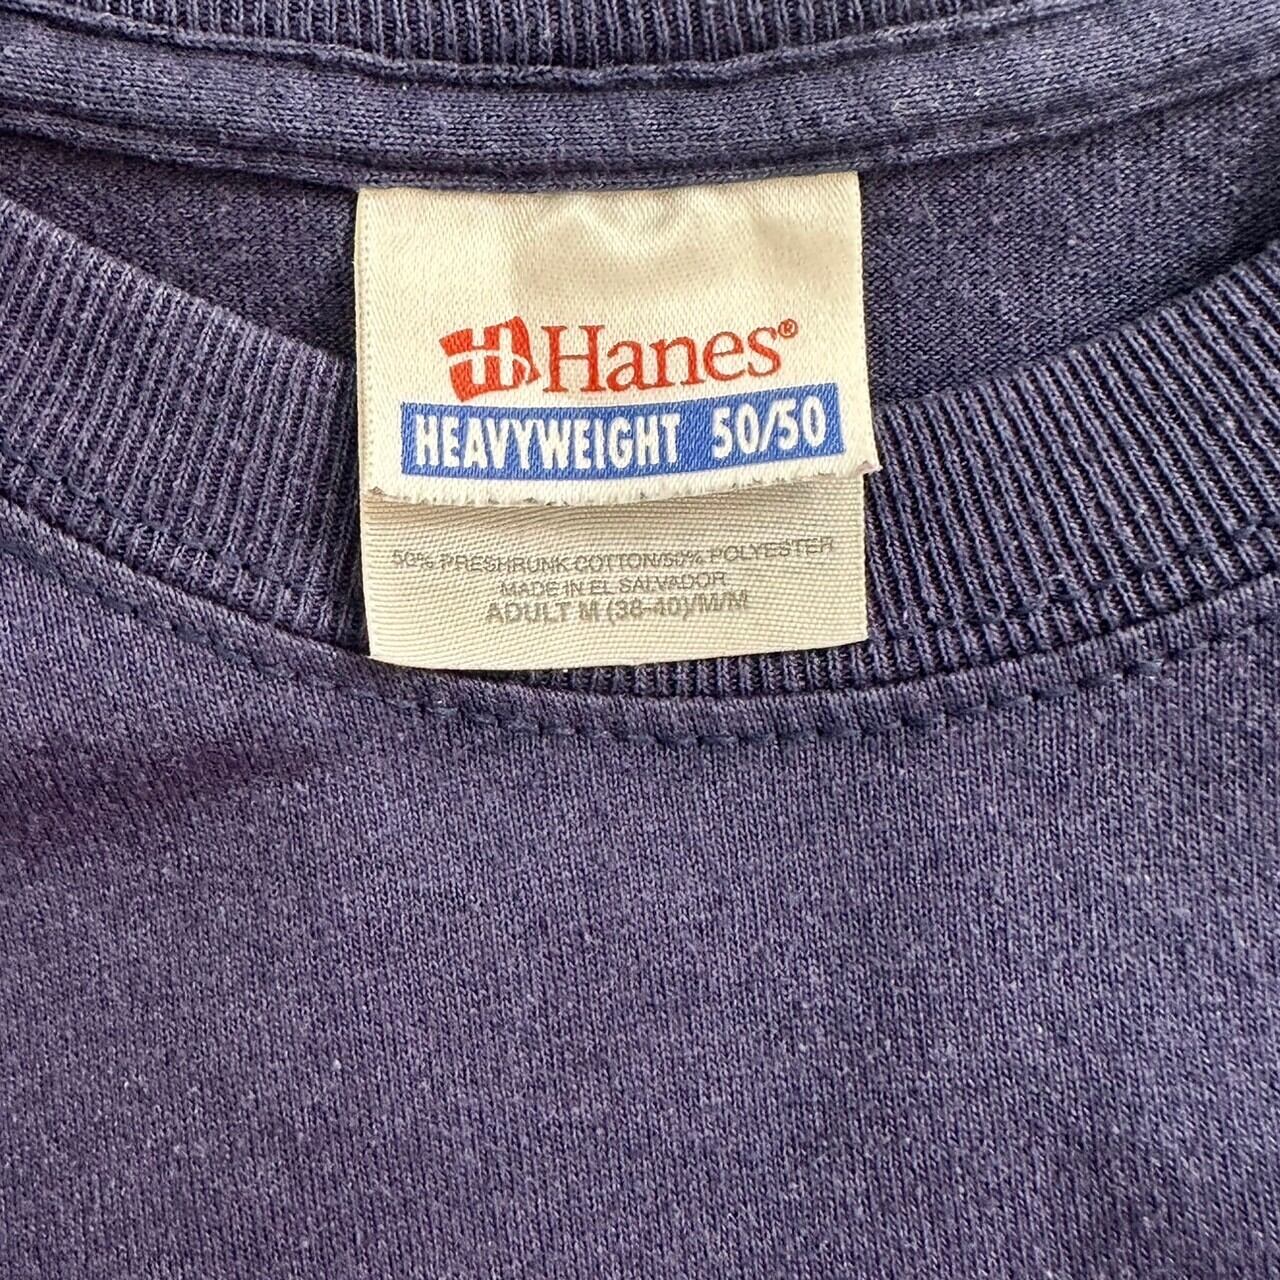 Hanes®
HEAVYWEIGHT 50/50
50% PRESHRUNK COTTON/50% POLYESTER
MADE IN EL SALVADOR
ADULT M (38-40)/M/M